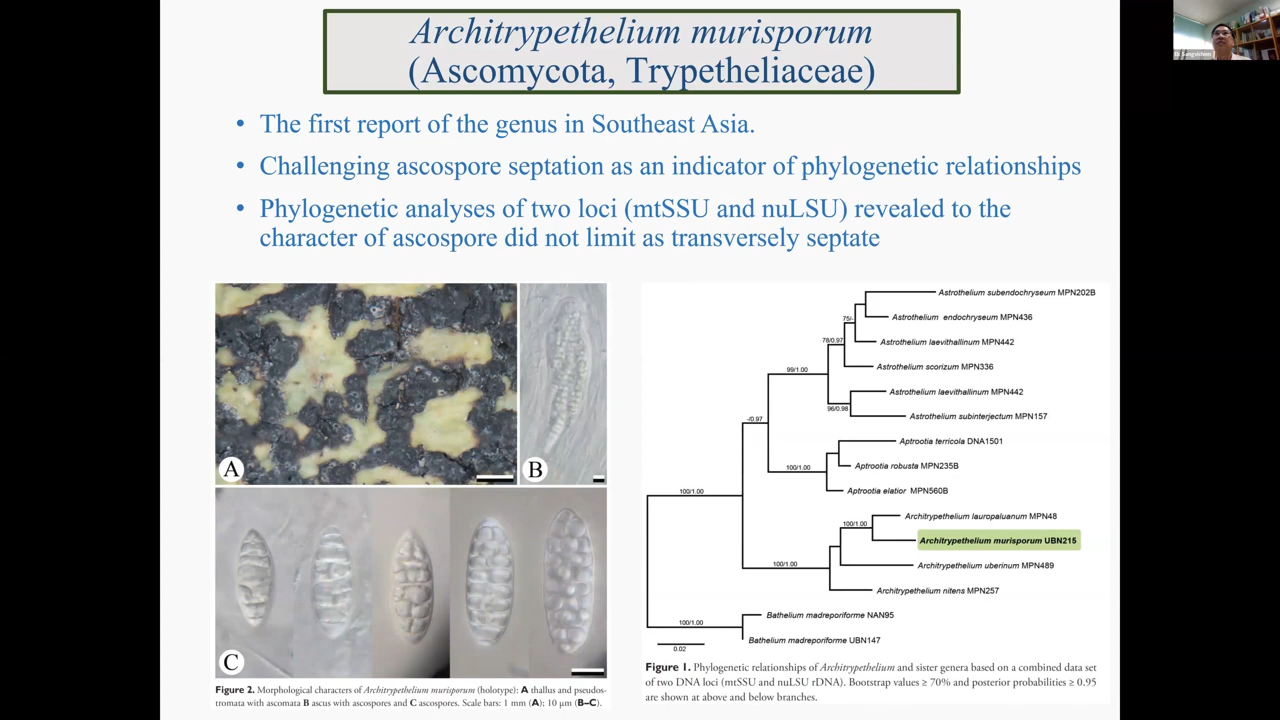 Architrypethelium murisporum
(Ascomycota, Trypetheliaceae)
• The first report of the genus in Southeast Asia.
• Challenging ascospore septation as an indicator of phylogenetic relationships
• Phylogenetic analyses of two loci (mtSSU and nuLSU) revealed to the
character of ascospore did not limit as transversely septate
A
B
C
Figure 2. Morphological characters of Architrypethelium murisporum (holotype): A thallus and pseudos-
tromata with ascomata B ascus with ascospores and C ascospores. Scale bars: 1 mm (A); 10 μm (B–C).
Astrothelium subendochryseum MPN202B
75/-
Astrothelium endochryseum MPN436
78/0.97
Astrothelium laevithallinum MPN442
99/1.00
Astrothelium scorizum MPN336
Astrothelium laevithallinum MPN442
96/0.98
Astrothelium subinterjectum MPN157
-/0.97
Aptrootia terricola DNA1501
100/1.00
Aptrootia robusta MPN235B
Aptrootia elatior MPN560B
100/1.00
Architrypethelium lauropaluanum MPN48
100/1.00
Architrypethelium murisporum UBN215
100/1.00
Architrypethelium uberinum MPN489
Architrypethelium nitens MPN257
Bathelium madreporiforme NAN95
100/1.00
Bathelium madreporiforme UBN147
0.02
Figure 1. Phylogenetic relationships of Architrypethelium and sister genera based on a combined data set
of two DNA loci (mtSSU and nuLSU rDNA). Bootstrap values ≥ 70% and posterior probabilities ≥ 0.95
are shown at above and below branches.